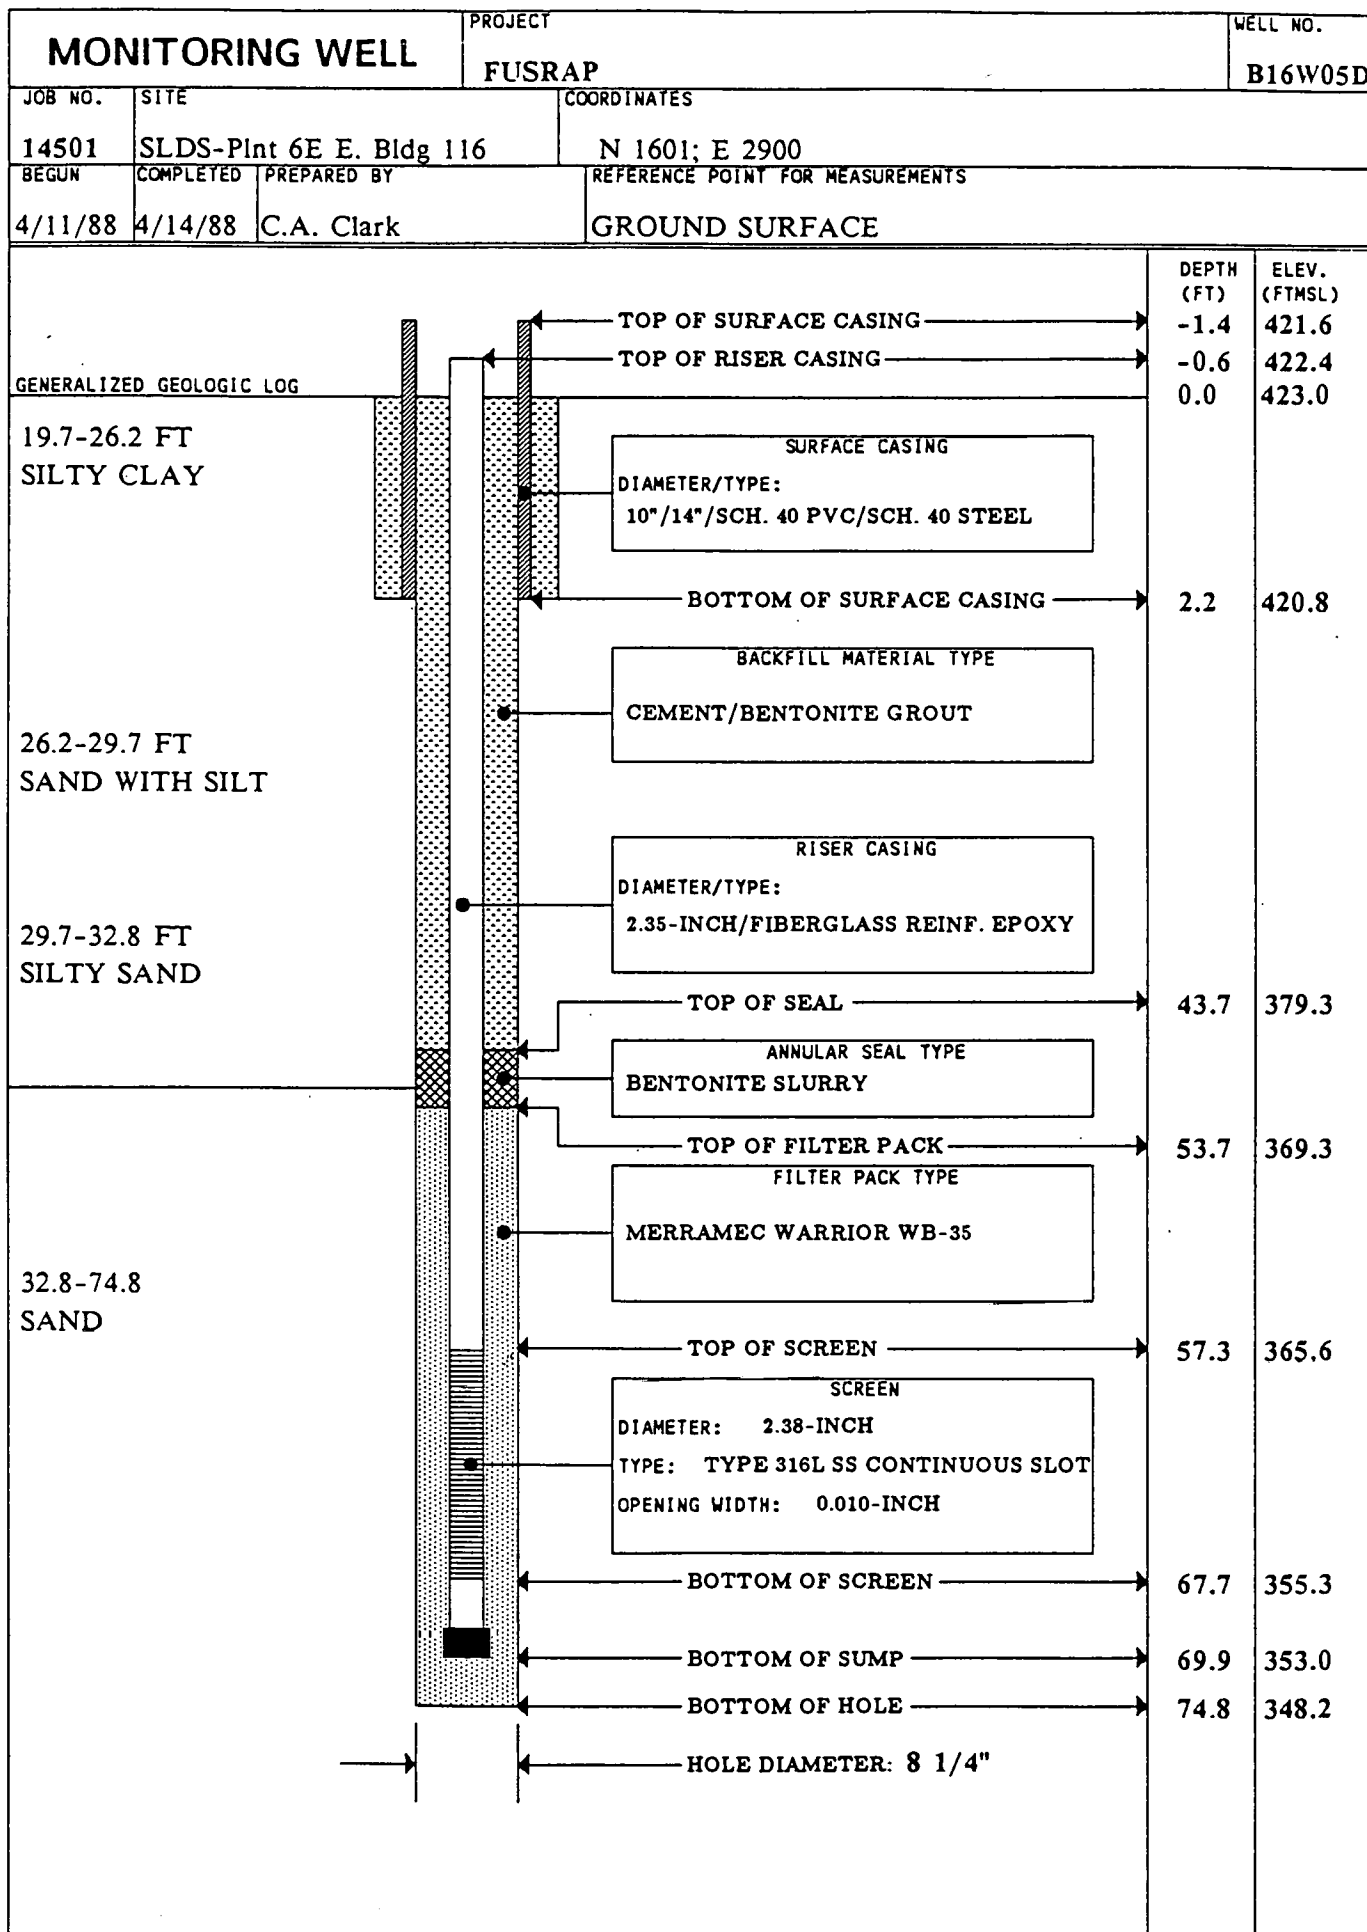 MONITORING WELL
PROJECT
FUSRAP
WELL NO.
B16W05D
JOB NO.
14501
SITE
SLDS-Plnt 6E E. Bldg 116
COORDINATES
N 1601; E 2900
BEGUN
4/11/88
COMPLETED
4/14/88
PREPARED BY
C.A. Clark
REFERENCE POINT FOR MEASUREMENTS
GROUND SURFACE
DEPTH (FT)
ELEV. (FTMSL)
TOP OF SURFACE CASING -1.4 421.6
TOP OF RISER CASING -0.6 422.4
GENERALIZED GEOLOGIC LOG 0.0 423.0
19.7-26.2 FT
SILTY CLAY
SURFACE CASING
DIAMETER/TYPE:
10"/14"/SCH. 40 PVC/SCH. 40 STEEL
BOTTOM OF SURFACE CASING 2.2 420.8
BACKFILL MATERIAL TYPE
CEMENT/BENTONITE GROUT
26.2-29.7 FT
SAND WITH SILT
RISER CASING
DIAMETER/TYPE:
2.35-INCH/FIBERGLASS REINF. EPOXY
29.7-32.8 FT
SILTY SAND
TOP OF SEAL 43.7 379.3
ANNULAR SEAL TYPE
BENTONITE SLURRY
TOP OF FILTER PACK 53.7 369.3
FILTER PACK TYPE
MERRAMEC WARRIOR WB-35
32.8-74.8
SAND
TOP OF SCREEN 57.3 365.6
SCREEN
DIAMETER: 2.38-INCH
TYPE: TYPE 316L SS CONTINUOUS SLOT
OPENING WIDTH: 0.010-INCH
BOTTOM OF SCREEN 67.7 355.3
BOTTOM OF SUMP 69.9 353.0
BOTTOM OF HOLE 74.8 348.2
HOLE DIAMETER: 8 1/4"